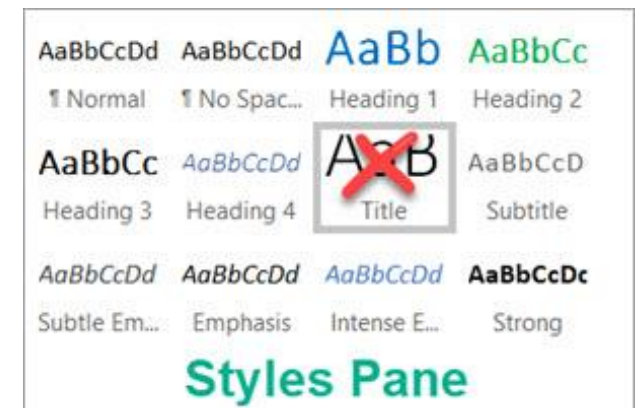 AaBbCcDd AaBbCcDd AaBb AaBbCc
¶ Normal ¶ No Spac... Heading 1 Heading 2
AaBbCc AaBbCcDd AaB AaBbCcD
Heading 3 Heading 4 Title Subtitle
AaBbCcDd AaBbCcDd AaBbCcDd AaBbCcDc
Subtle Em... Emphasis Intense E... Strong
Styles Pane